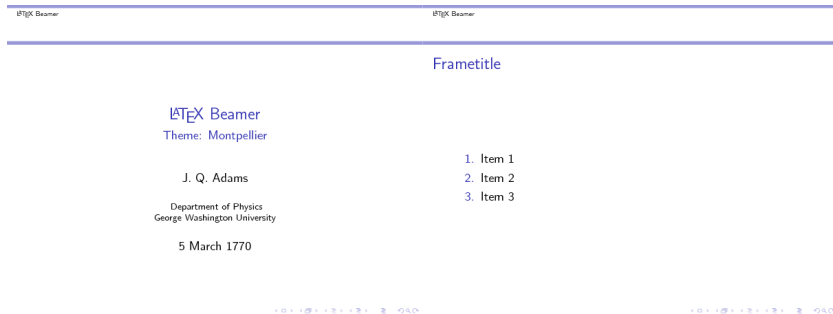 LATEX Beamer
LATEX Beamer
Theme: Montpellier
J. Q. Adams
Department of Physics
George Washington University
5 March 1770
LATEX Beamer
Frametitle
1. Item 1
2. Item 2
3. Item 3